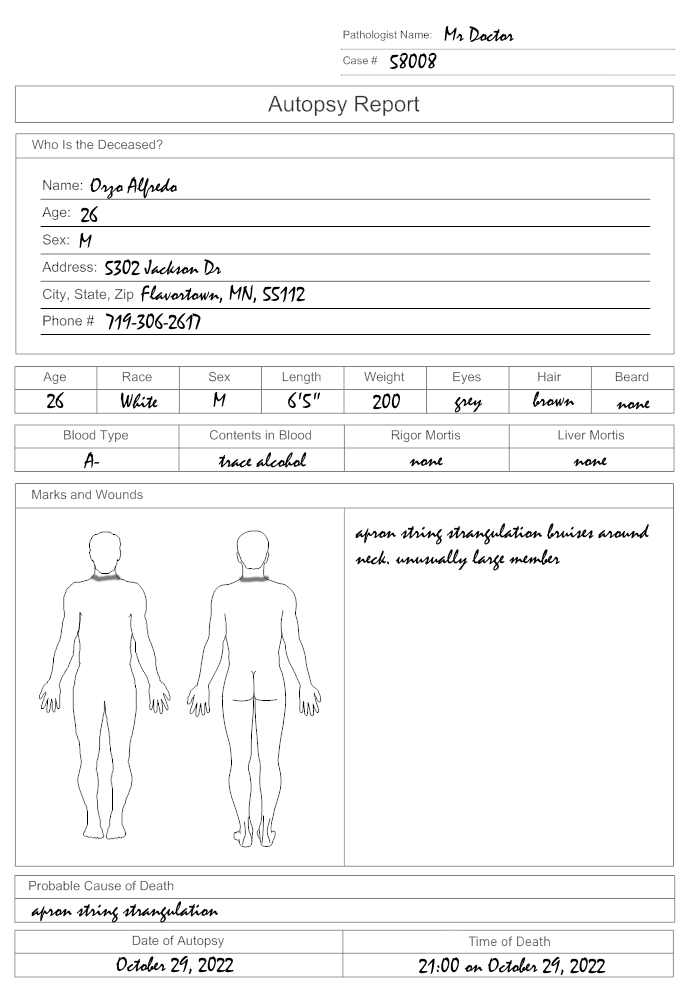 Pathologist Name: Mr Doctor
Case # 58008
Autopsy Report
Who Is the Deceased?
Name: Orzo Alfredo
Age: 26
Sex: M
Address: 5302 Jackson Dr
City, State, Zip Flavortown, MN, 55112
Phone # 719-306-2617
Age Race Sex Length Weight Eyes Hair Beard
26 White M 6'5" 200 grey brown none
Blood Type Contents in Blood Rigor Mortis Liver Mortis
A- trace alcohol none none
Marks and Wounds
apron string strangulation bruises around
neck. unusually large member
Probable Cause of Death
apron string strangulation
Date of Autopsy Time of Death
October 29, 2022 21:00 on October 29, 2022